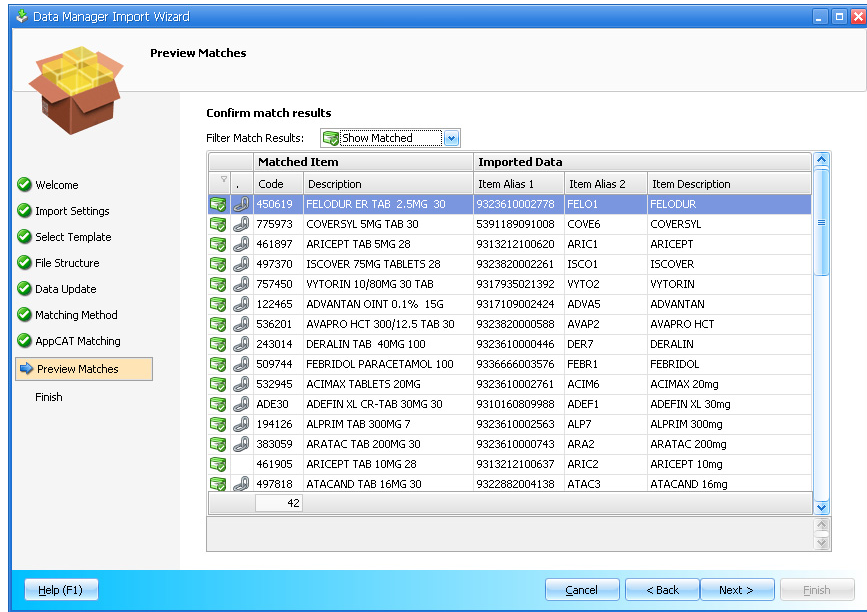 Data Manager Import Wizard
Preview Matches
Confirm match results
Filter Match Results: Show Matched
Matched Item Imported Data
. Code Description Item Alias 1 Item Alias 2 Item Description
450619 FELODUR ER TAB 2.5MG 30 9323610002778 FELO1 FELODUR
775973 COVERSYL 5MG TAB 30 5391189091008 COVE6 COVERSYL
461897 ARICEPT TAB 5MG 28 9313212100620 ARIC1 ARICEPT
497370 ISCOVER 75MG TABLETS 28 9323820002261 ISCO1 ISCOVER
757450 VYTORIN 10/80MG 30 TAB 9317935021392 VYTO2 VYTORIN
122465 ADVANTAN OINT 0.1% 15G 9317109002424 ADVA5 ADVANTAN
536201 AVAPRO HCT 300/12.5 TAB 30 9323820000588 AVAP2 AVAPRO HCT
243014 DERALIN TAB 40MG 100 9323610000446 DER7 DERALIN
509744 FEBRIDOL PARACETAMOL 100 9336666003576 FEBR1 FEBRIDOL
532945 ACIMAX TABLETS 20MG 9323610002761 ACIM6 ACIMAX 20mg
ADE30 ADEFIN XL CR-TAB 30MG 30 9310160809988 ADEF1 ADEFIN XL 30mg
194126 ALPRIM TAB 300MG 7 9323610002563 ALP7 ALPRIM 300mg
383059 ARATAC TAB 200MG 30 9323610000743 ARA2 ARATAC 200mg
461905 ARICEPT TAB 10MG 28 9313212100637 ARIC2 ARICEPT 10mg
497818 ATACAND TAB 16MG 30 9322882004138 ATAC3 ATACAND 16mg
42
Welcome
Import Settings
Select Template
File Structure
Data Update
Matching Method
AppCAT Matching
Preview Matches
Finish
Help (F1) Cancel < Back Next > Finish